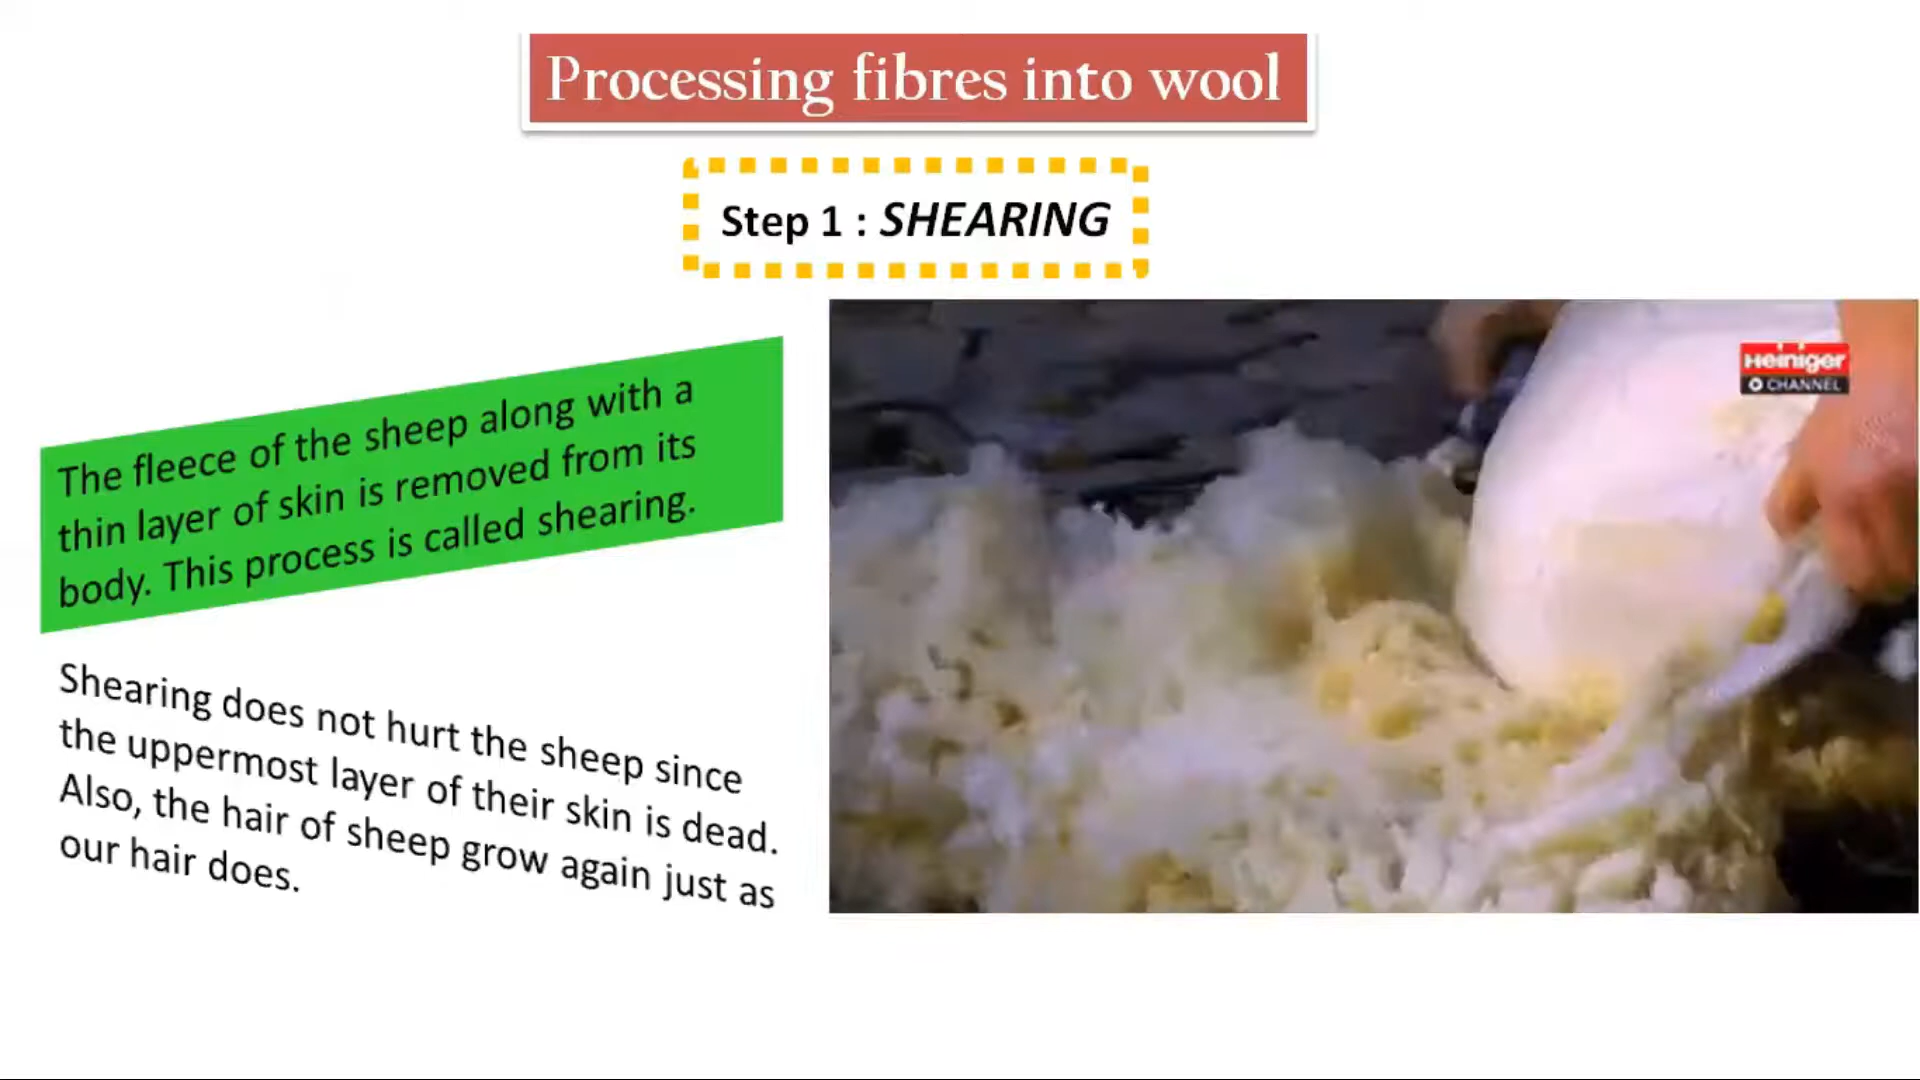 Processing fibres into wool
Step 1 : SHEARING
The fleece of the sheep along with a
thin layer of skin is removed from its
body. This process is called shearing.
Shearing does not hurt the sheep since
the uppermost layer of their skin is dead.
Also, the hair of sheep grow again just as
our hair does.
Heiniger
CHANNEL